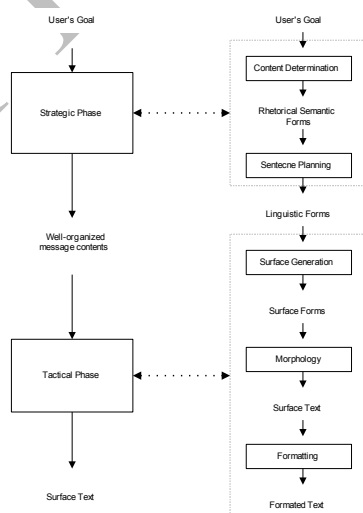 User's Goal
Strategic Phase
Well-organized
message contents
Tactical Phase
Surface Text
User's Goal
Content Determination
Rhetorical Semantic
Forms
Sentecne Planning
Linguistic Forms
Surface Generation
Surface Forms
Morphology
Surface Text
Formatting
Formated Text